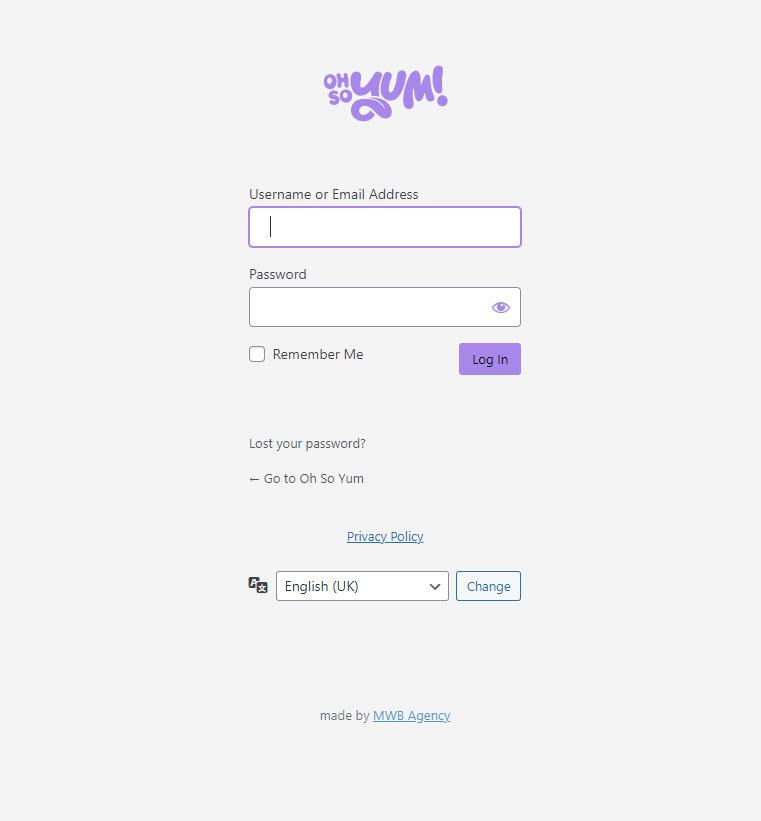 OH SO YUM!
Username or Email Address
Password
Remember Me
Log In
Lost your password?
← Go to Oh So Yum
Privacy Policy
English (UK)
Change
made by MWB Agency